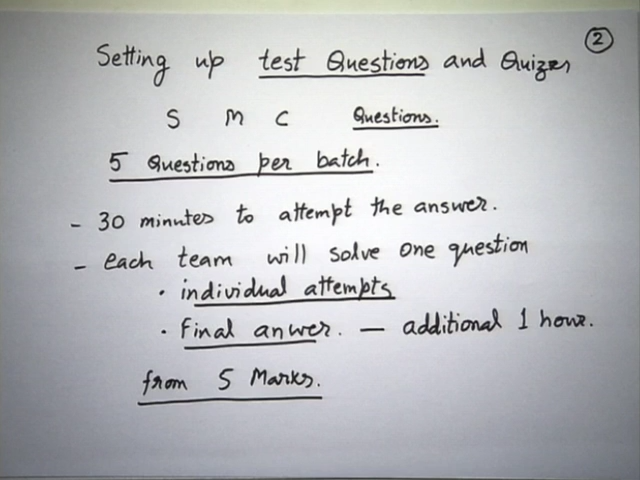 2
Setting up test Questions and Quizes
S M C Questions.
5 Questions per batch.
- 30 minutes to attempt the answer.
- each team will solve one question
• individual attempts
• final anwer. — additional 1 hour.
from 5 Marks.